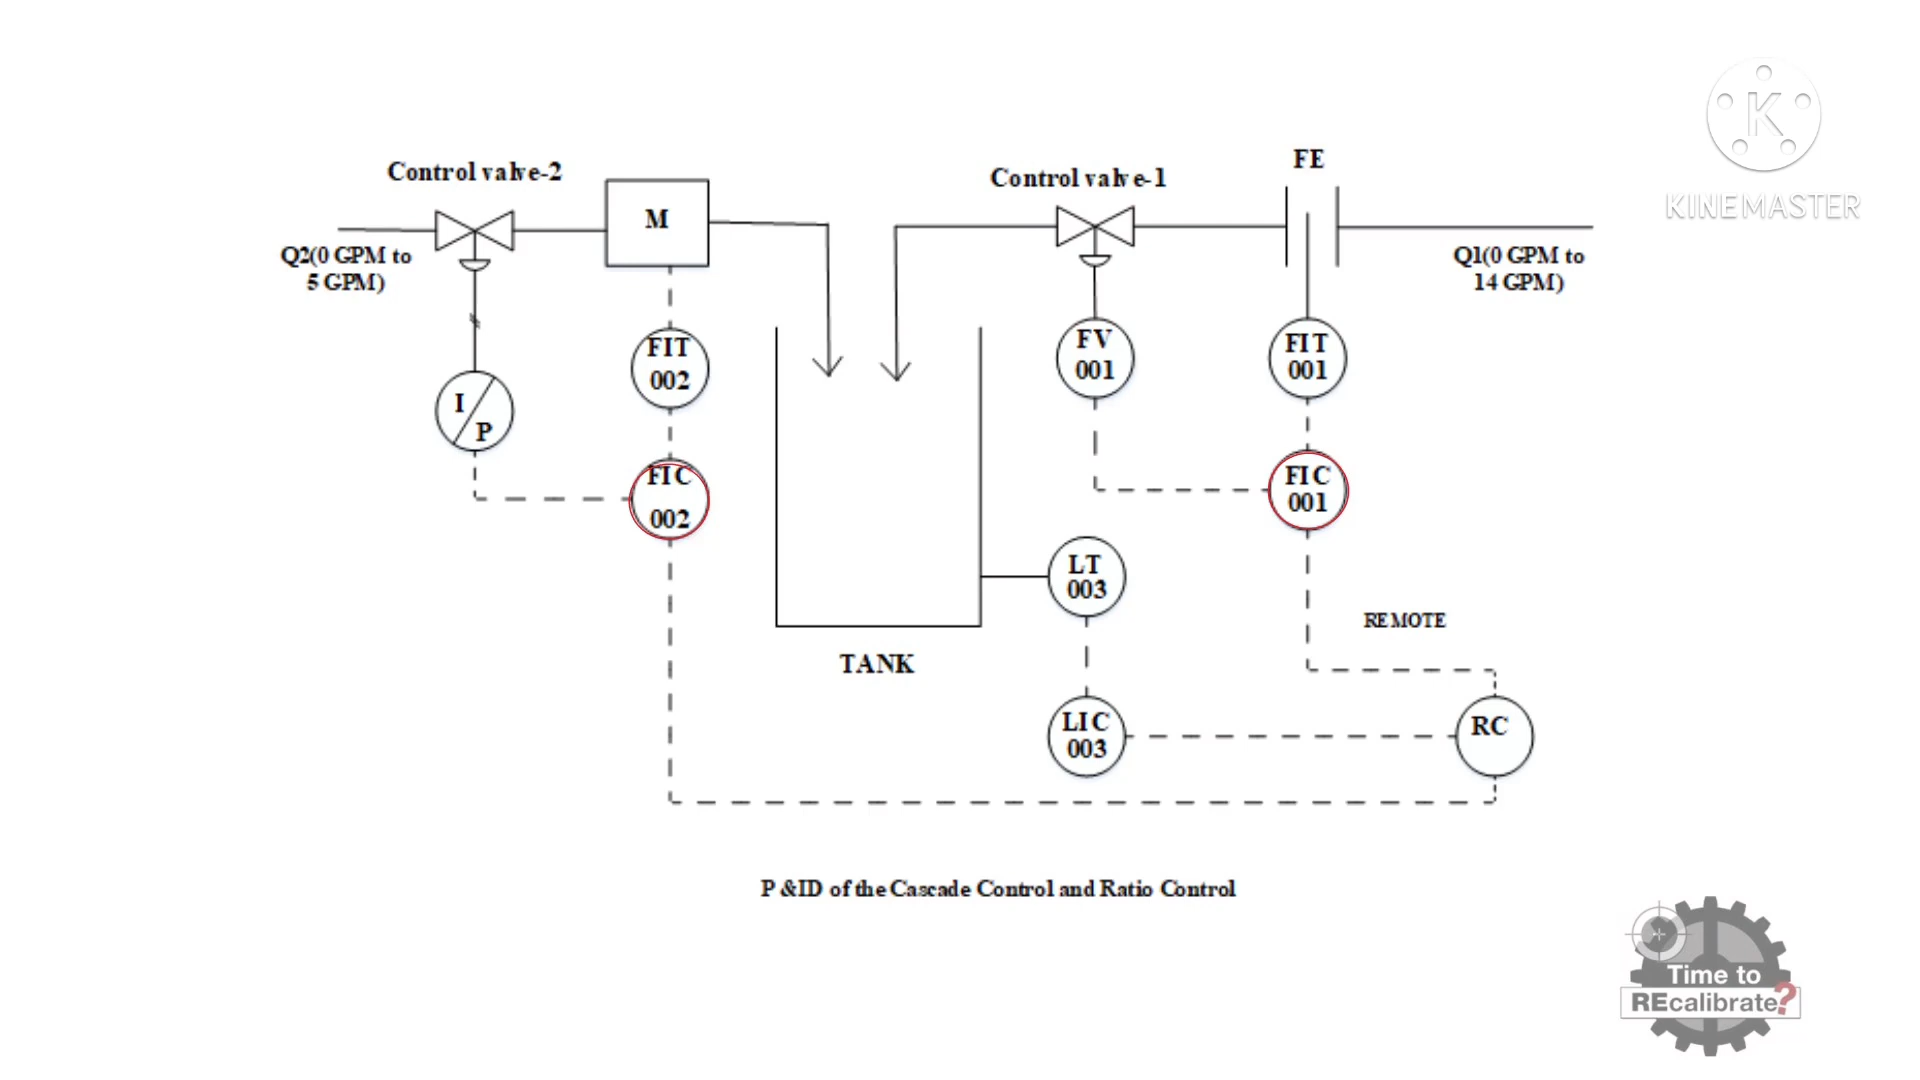 KINEMASTER
K
FE
Control valve-2
Control valve-1
M
Q2(0 GPM to
5 GPM)
Q1(0 GPM to
14 GPM)
FIT
002
FV
001
FIT
001
I
P
FIC
002
FIC
001
LT
003
REMOTE
TANK
LIC
003
RC
P &ID of the Cascade Control and Ratio Control
Time to
REcalibrate?